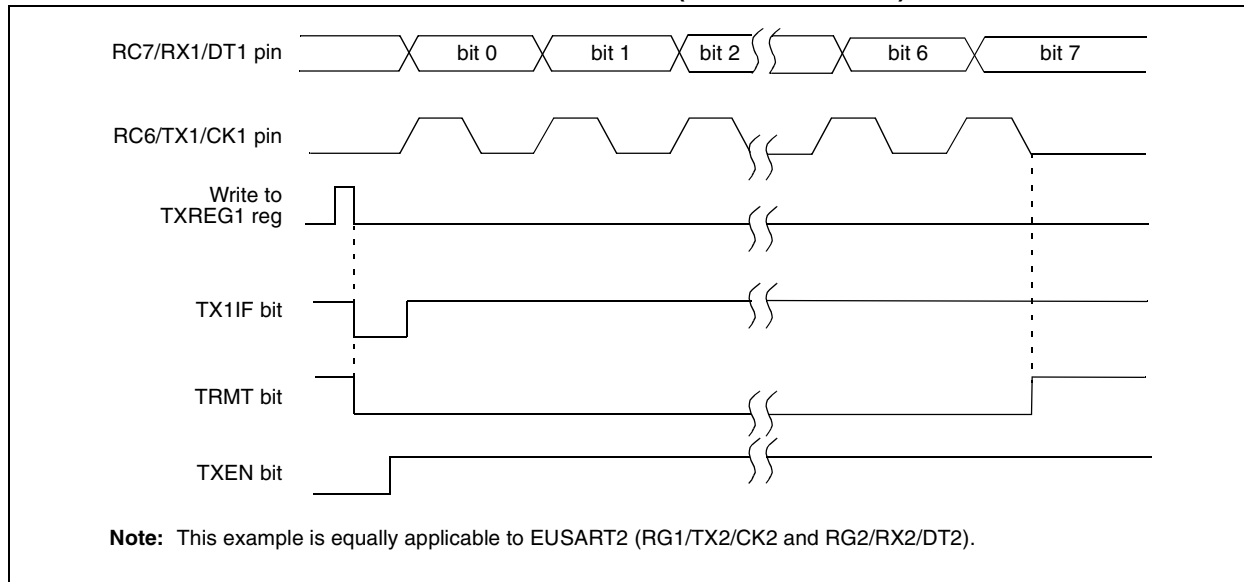 RC7/RX1/DT1 pin
bit 0
bit 1
bit 2
bit 6
bit 7
RC6/TX1/CK1 pin
Write to
TXREG1 reg
TX1IF bit
TRMT bit
TXEN bit
Note: This example is equally applicable to EUSART2 (RG1/TX2/CK2 and RG2/RX2/DT2).